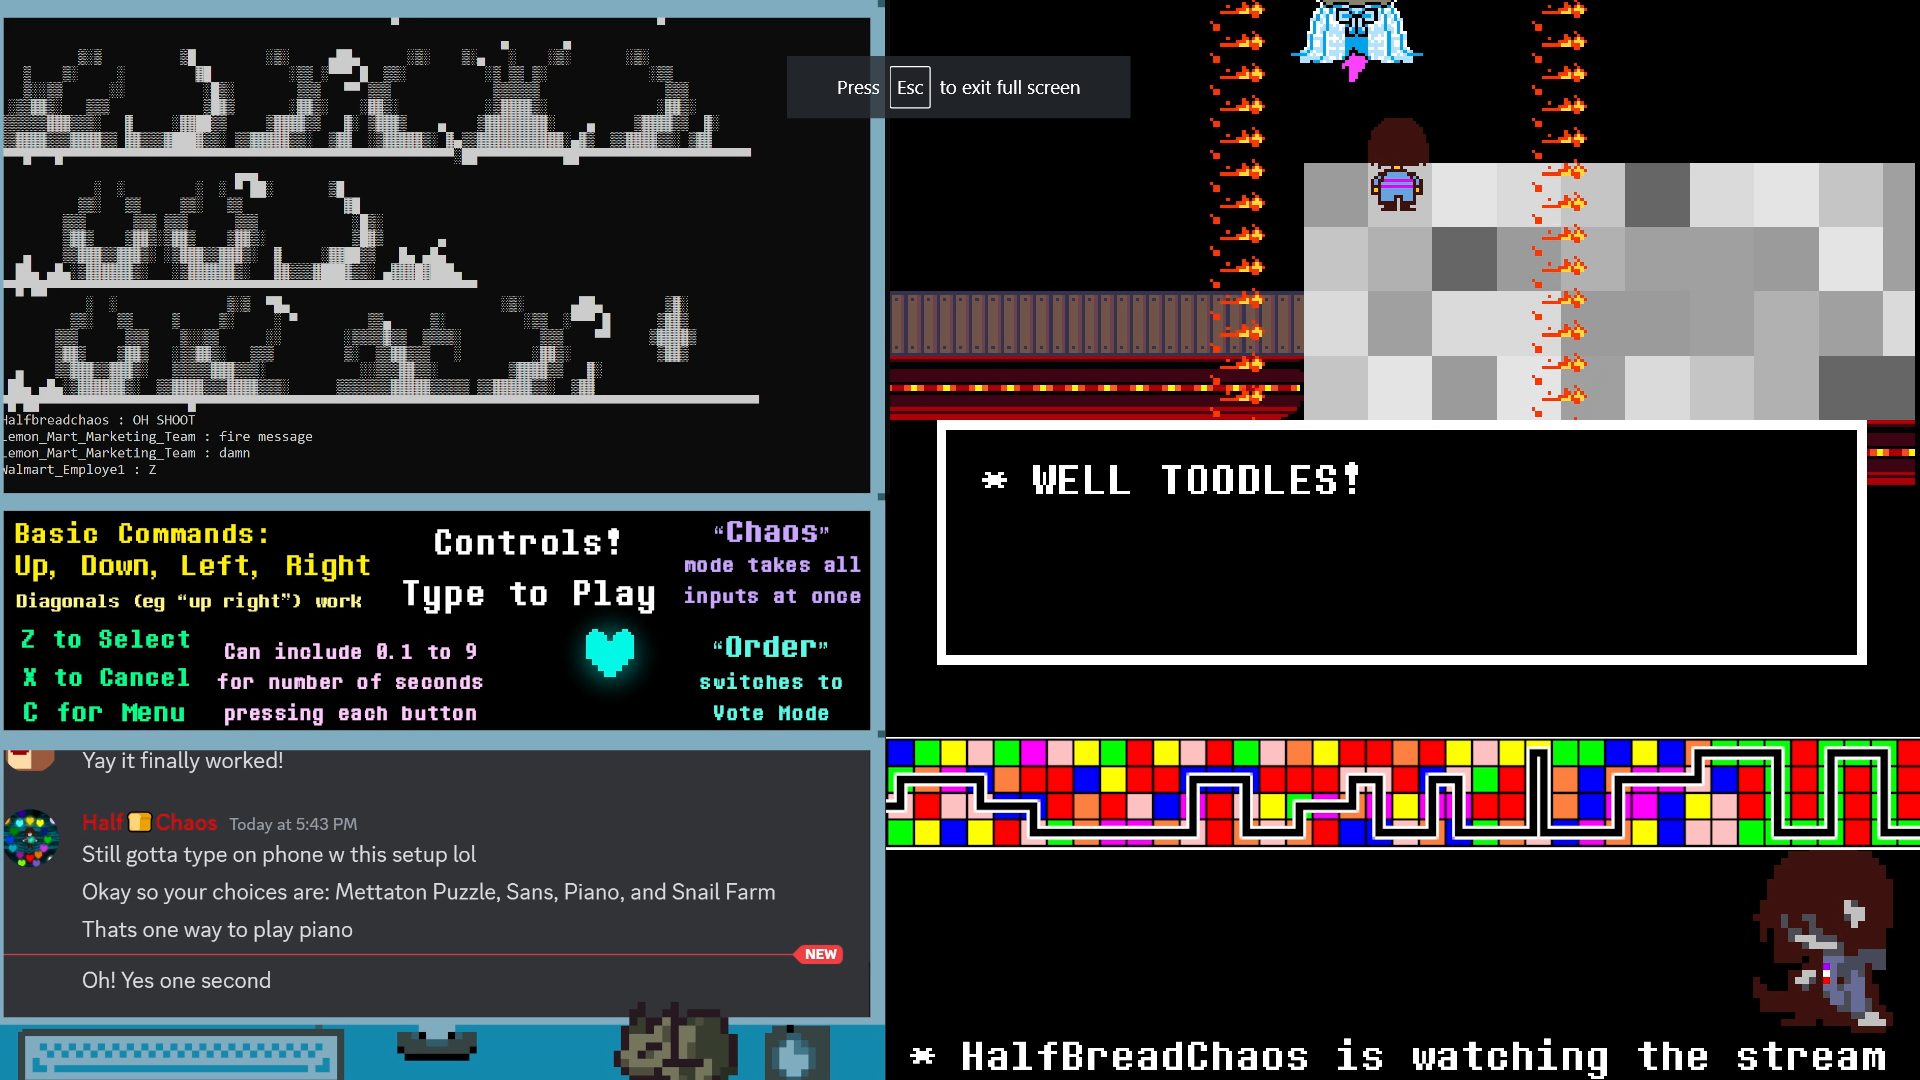 Press Esc to exit full screen
Halfbreadchaos : OH SHOOT
Lemon_Mart_Marketing_Team : fire message
Lemon_Mart_Marketing_Team : damn
Walmart_Employe1 : Z
* WELL TOODLES!
Basic Commands:
Up, Down, Left, Right
Diagonals (eg “up right”) work
Z to Select
X to Cancel
C for Menu
Can include 0.1 to 9
for number of seconds
pressing each button
Controls!
Type to Play
“Chaos”
mode takes all
inputs at once
“Order”
switches to
Vote Mode
Yay it finally worked!
Half🍞Chaos Today at 5:43 PM
Still gotta type on phone w this setup lol
Okay so your choices are: Mettaton Puzzle, Sans, Piano, and Snail Farm
Thats one way to play piano
NEW
Oh! Yes one second
* HalfBreadChaos is watching the stream